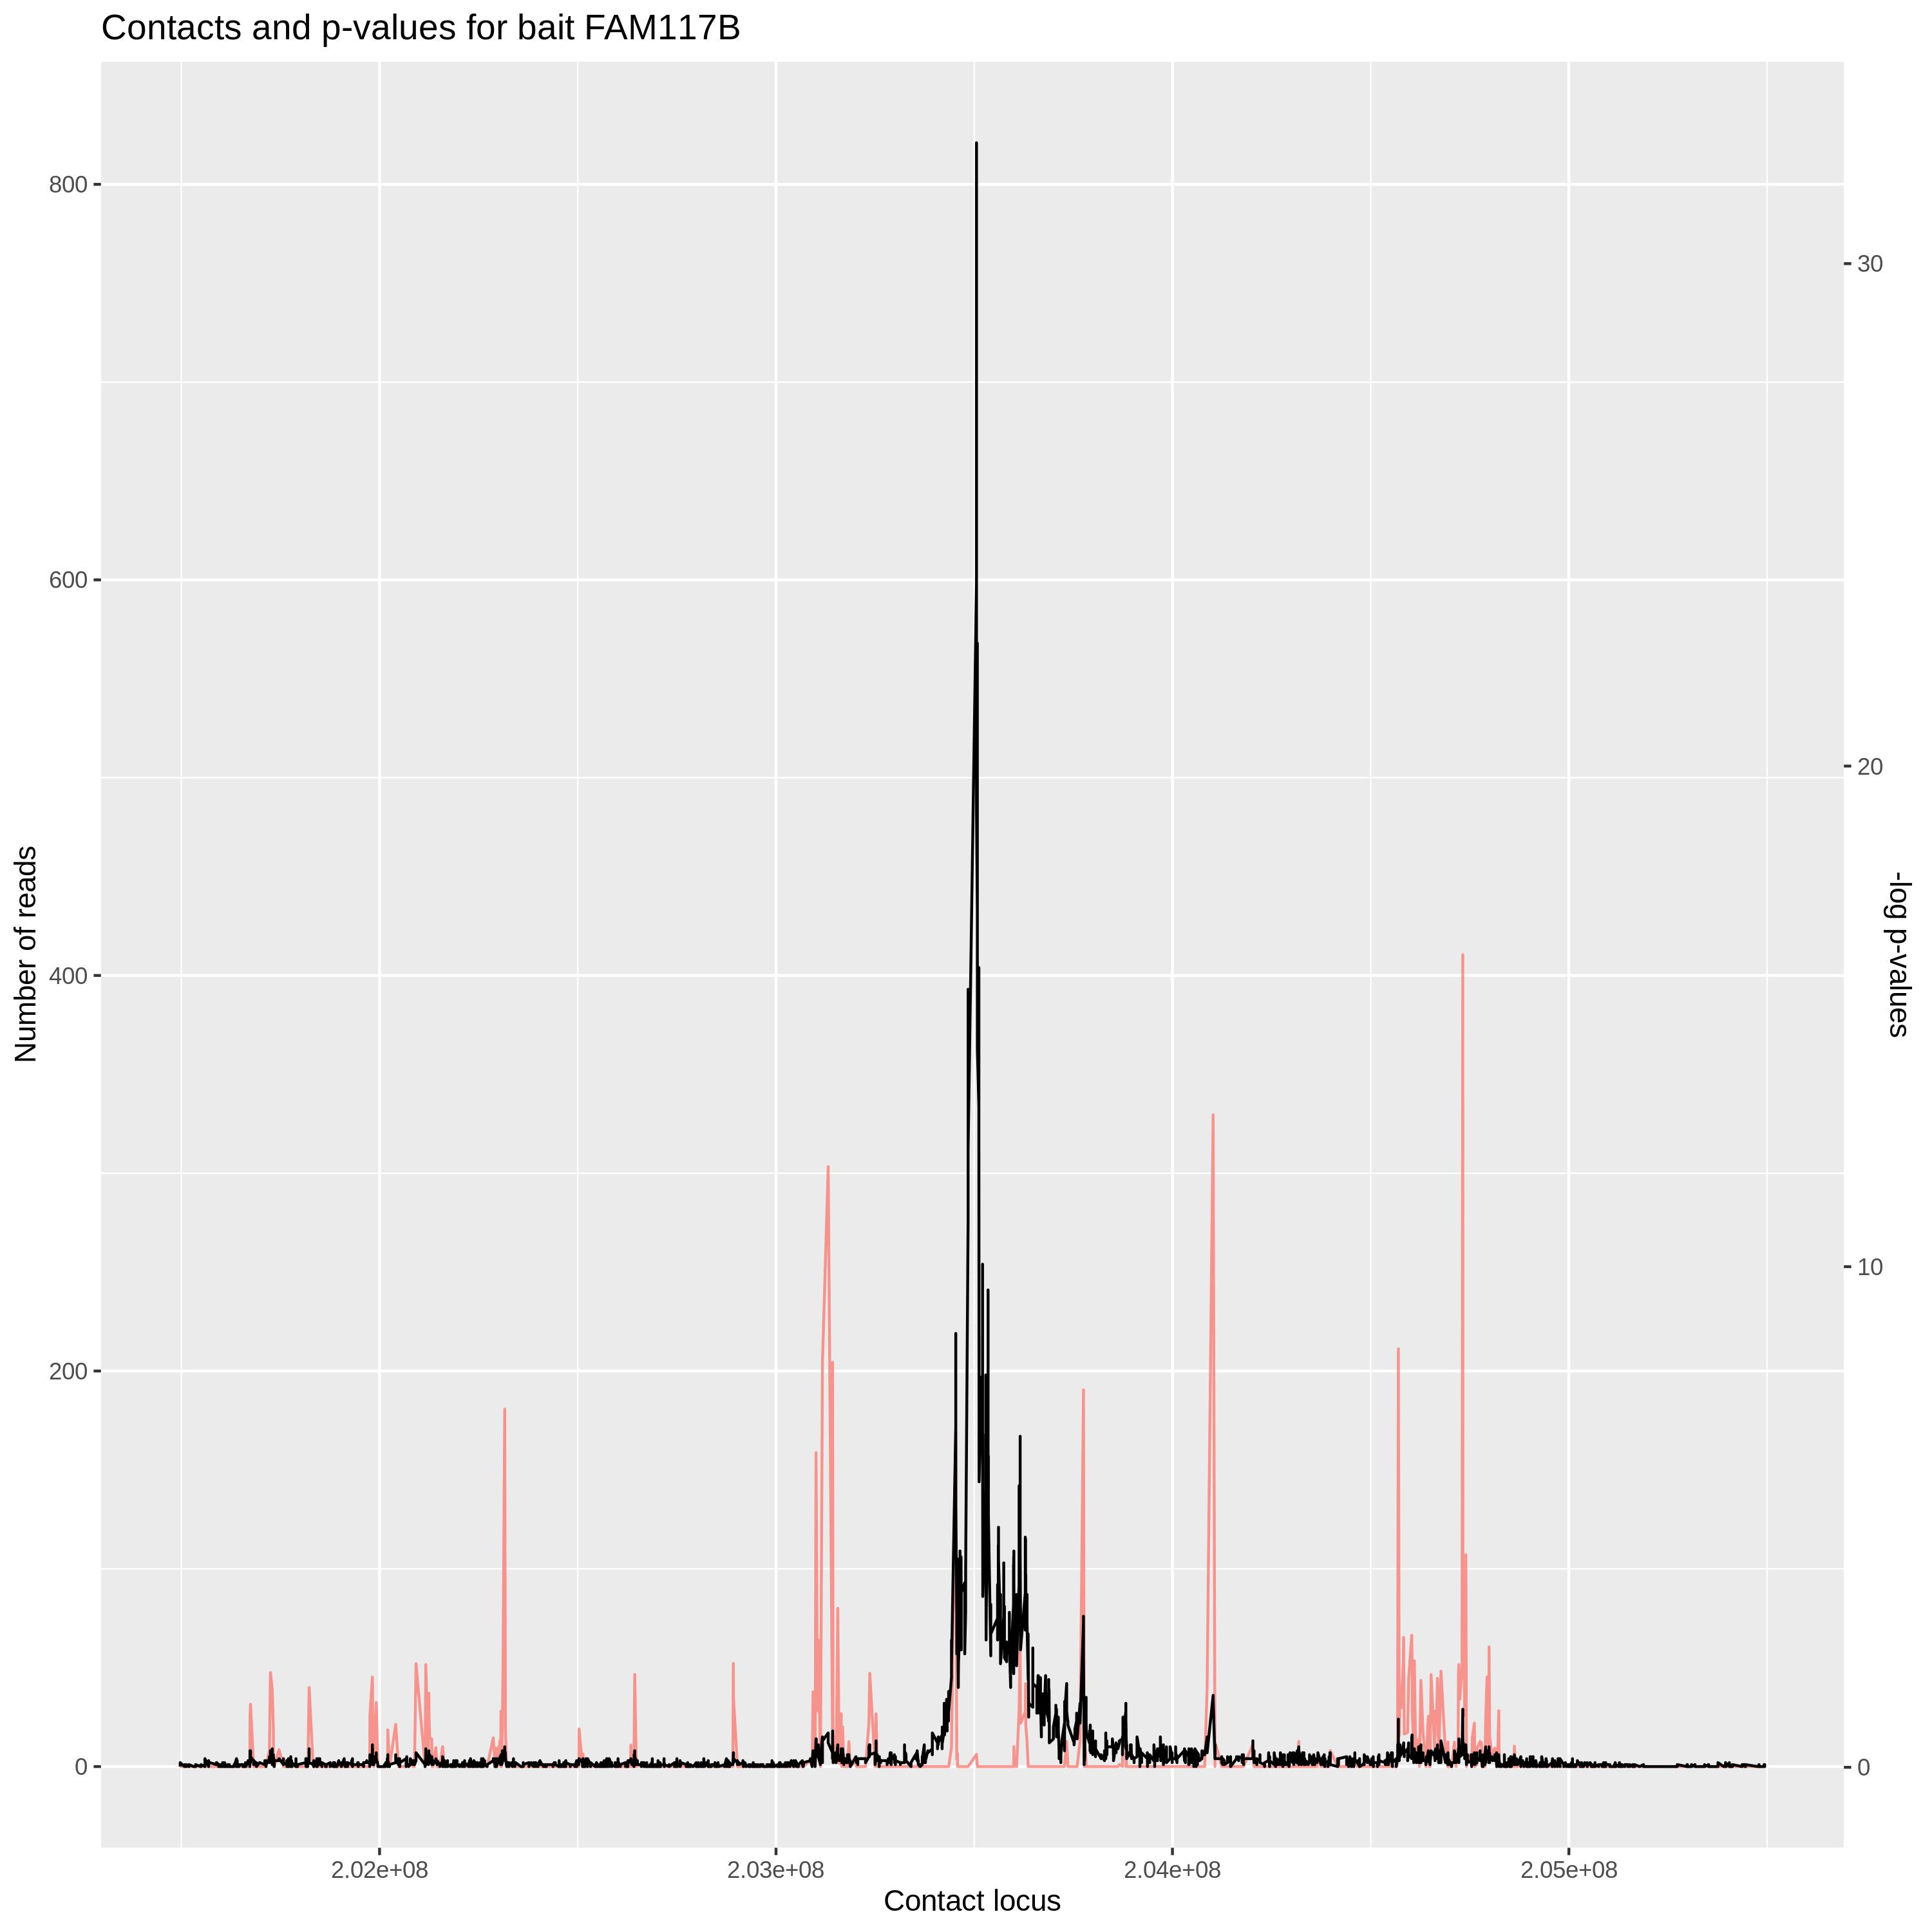 Contacts and p-values for bait FAM117B
800
600
400
200
0
Number of reads
30
20
10
0
-log p-values
2.02e+08
2.03e+08
2.04e+08
2.05e+08
Contact locus